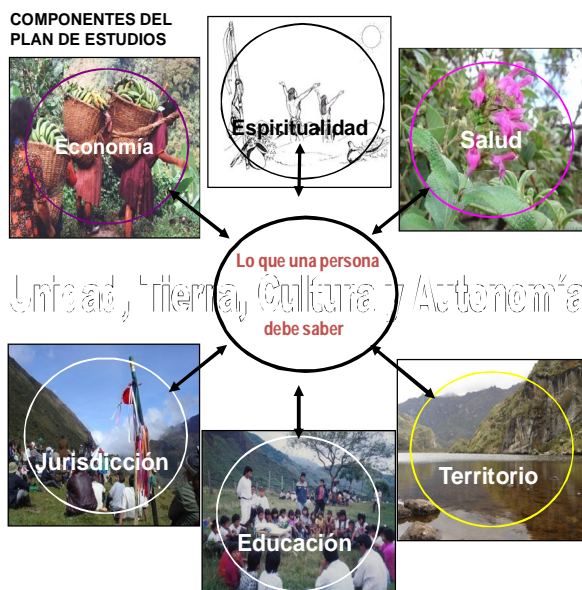 COMPONENTES DEL
PLAN DE ESTUDIOS
Economía
Espiritualidad
Salud
Lo que una persona
Unidad, Tierra, Cultura y Autonomía
debe saber
Jurisdicción
Educación
Territorio